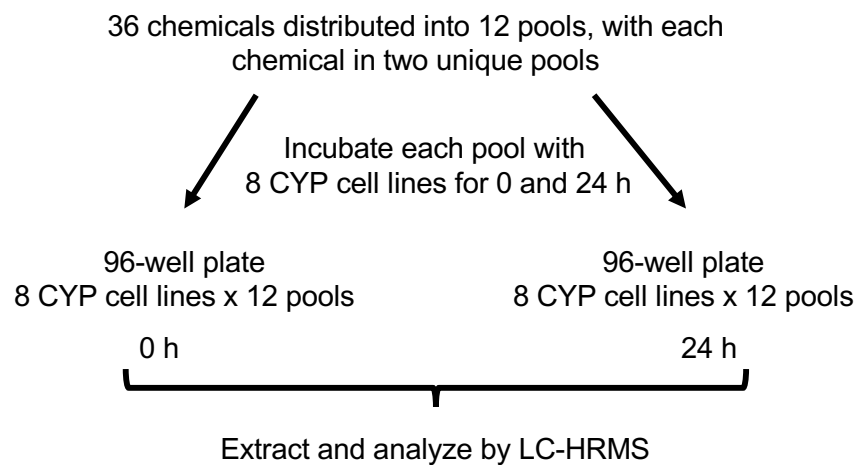 36 chemicals distributed into 12 pools, with each
chemical in two unique pools
Incubate each pool with
8 CYP cell lines for 0 and 24 h
96-well plate
8 CYP cell lines x 12 pools
0 h
96-well plate
8 CYP cell lines x 12 pools
24 h
Extract and analyze by LC-HRMS